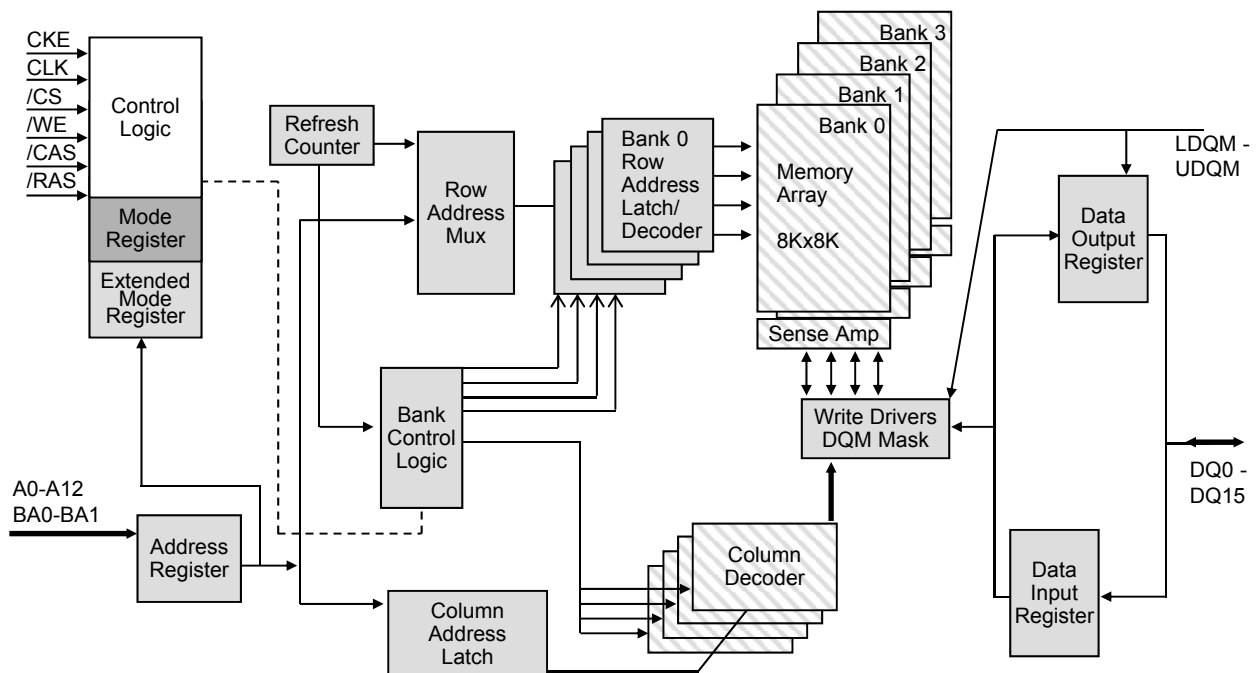 CKE
CLK
/CS
/WE
/CAS
/RAS
Control
Logic
Mode
Register
Extended
Mode
Register
Refresh
Counter
Row
Address
Mux
Bank 0
Row
Address
Latch/
Decoder
Bank 3
Bank 2
Bank 1
Bank 0
Memory
Array
8Kx8K
Sense Amp
LDQM -
UDQM
Data
Output
Register
Bank
Control
Logic
Write Drivers
DQM Mask
DQ0 -
DQ15
A0-A12
BA0-BA1
Address
Register
Column
Decoder
Column
Address
Latch
Data
Input
Register